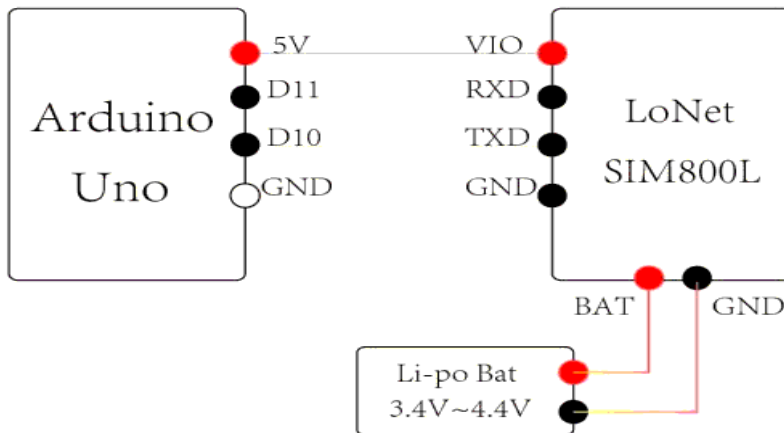 5V
VIO
D11
RXD
Arduino
Uno
LoNet
SIM800L
D10
TXD
GND
GND
BAT
GND
Li-po Bat
3.4V~4.4V